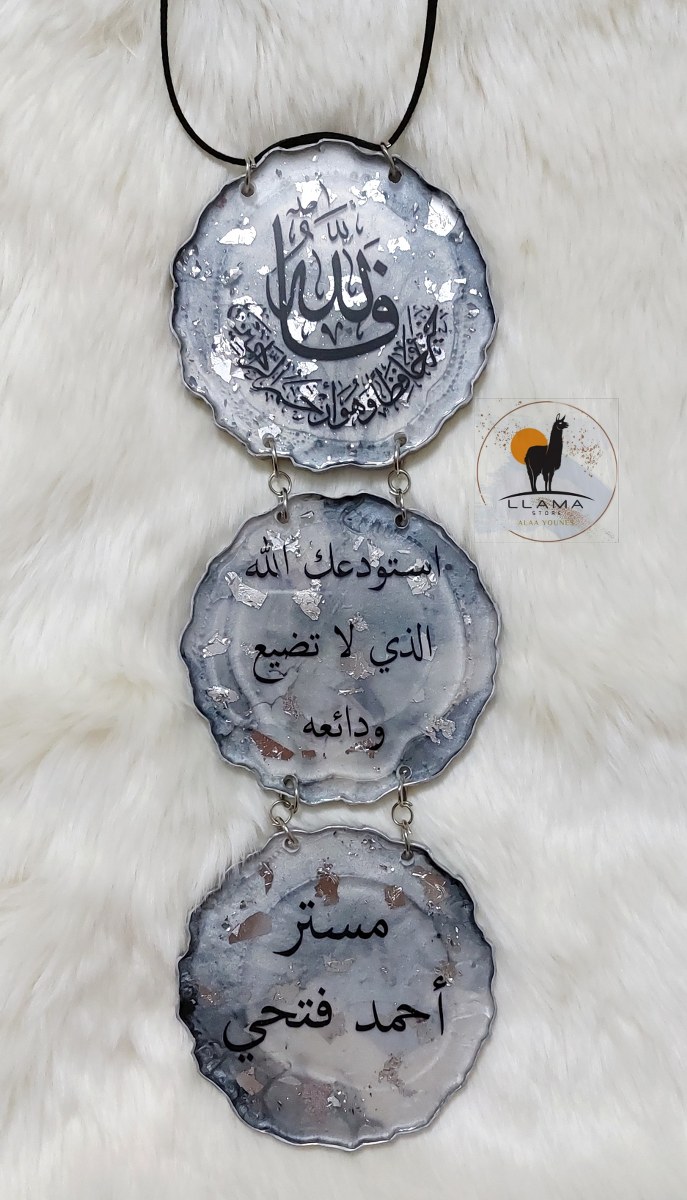 فالله
خير حافظا وهو أرحم الراحمين
استودعك الله
الذي لا تضيع
ودائعه
مستر
أحمد فتحي
LLAMA
STORE
ALAA YOUNES